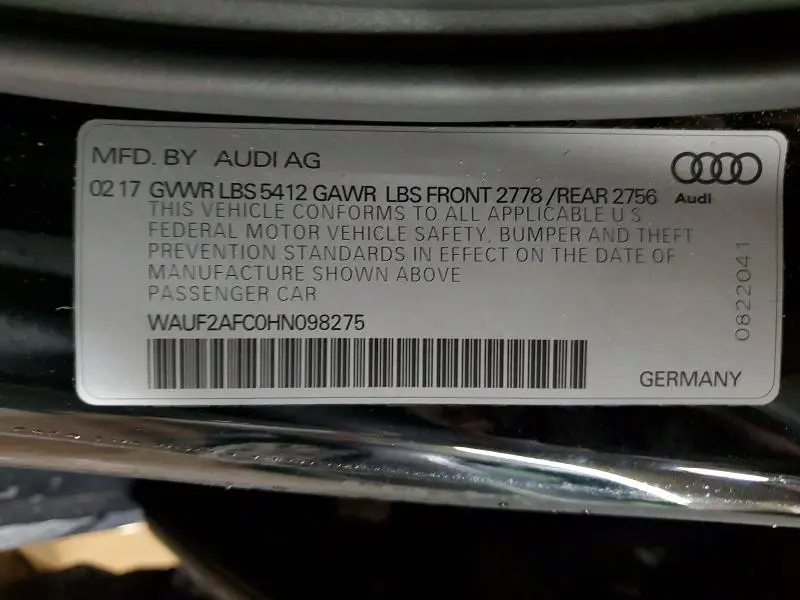 MFD. BY AUDI AG
02 17 GVWR LBS 5412 GAWR LBS FRONT 2778 /REAR 2756
Audi
THIS VEHICLE CONFORMS TO ALL APPLICABLE U S
FEDERAL MOTOR VEHICLE SAFETY, BUMPER AND THEFT
PREVENTION STANDARDS IN EFFECT ON THE DATE OF
MANUFACTURE SHOWN ABOVE
PASSENGER CAR
WAUF2AFC0HN098275
0822041
GERMANY